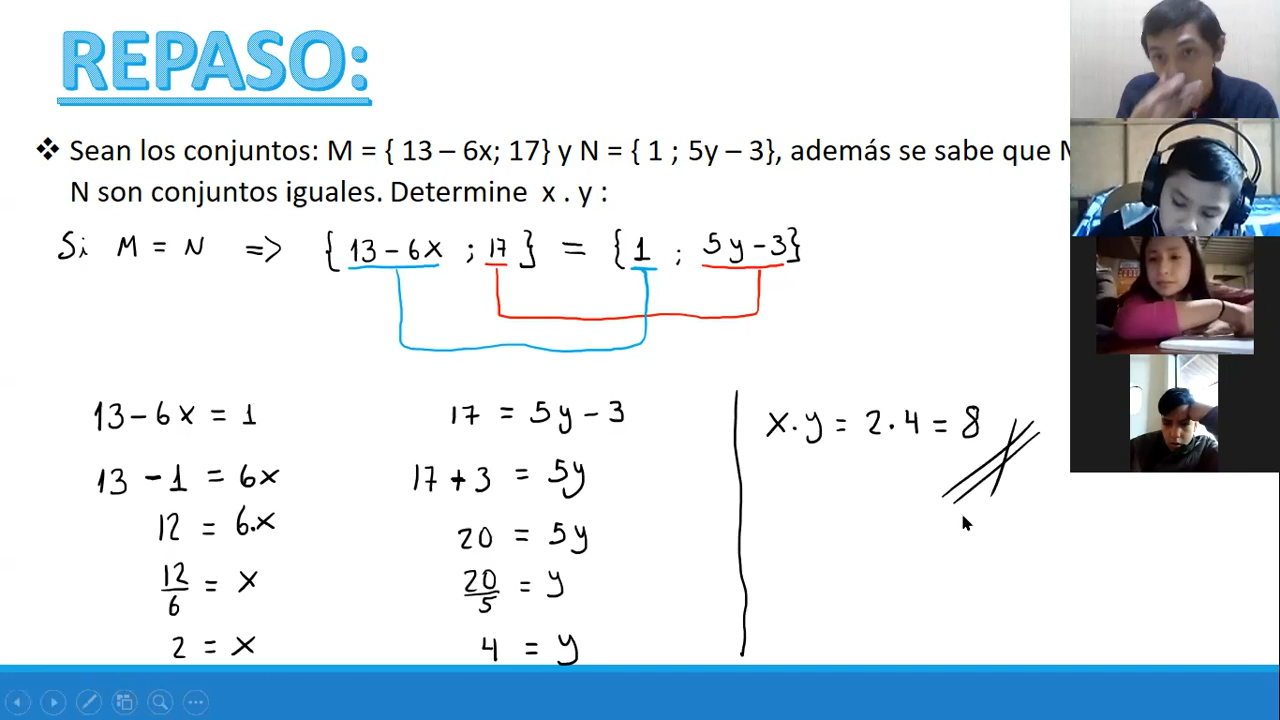 REPASO:
❖ Sean los conjuntos: M = { 13 – 6x; 17} y N = { 1 ; 5y – 3}, además se sabe que M
N son conjuntos iguales. Determine x . y :
Si M = N => { 13 - 6x ; 17 } = { 1 ; 5y - 3}
13 - 6x = 1
13 - 1 = 6x
12 = 6.x
12/6 = x
2 = x
17 = 5y - 3
17 + 3 = 5y
20 = 5y
20/5 = y
4 = y
x.y = 2.4 = 8